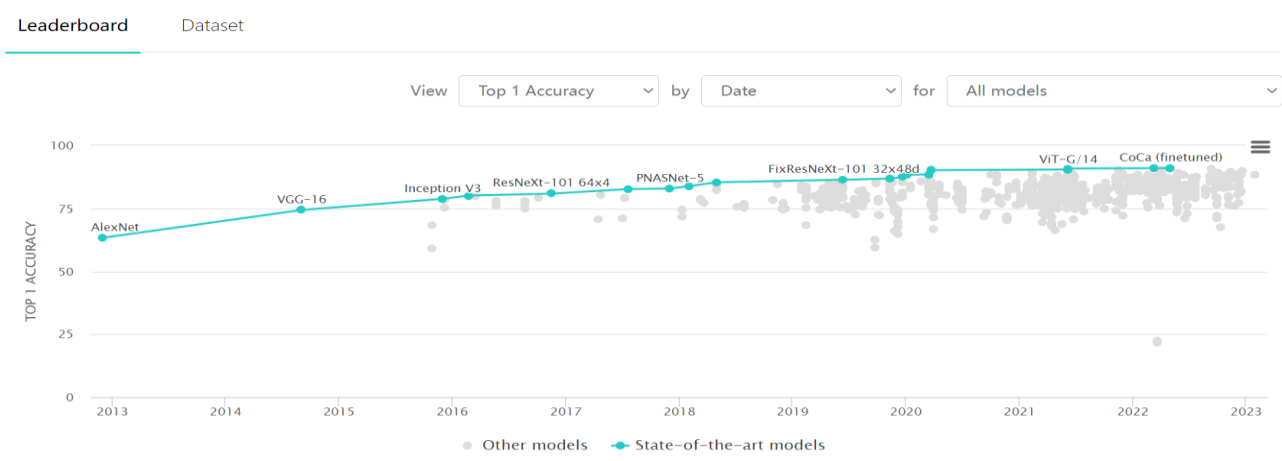 Leaderboard Dataset
View Top 1 Accuracy by Date for All models
TOP 1 ACCURACY
100
75
50
25
0
AlexNet
VGG-16
Inception V3
ResNeXt-101 64x4
PNASNet-5
FixResNeXt-101 32x48d
ViT-G/14
CoCa (finetuned)
2013 2014 2015 2016 2017 2018 2019 2020 2021 2022 2023
Other models State-of-the-art models